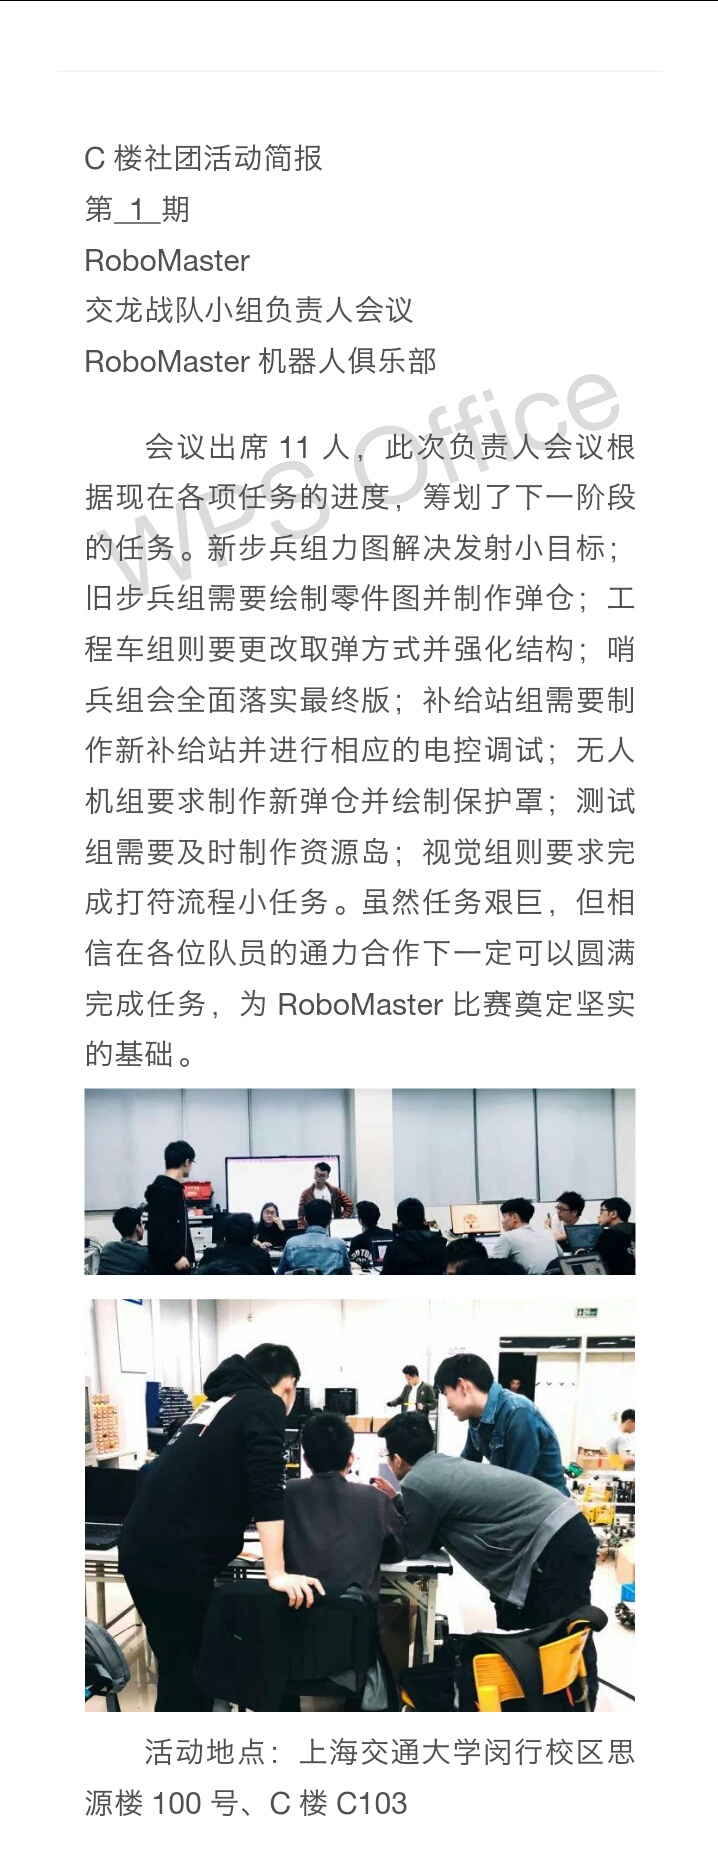 C 楼社团活动简报
第 1 期
RoboMaster
交龙战队小组负责人会议
RoboMaster 机器人俱乐部
会议出席 11 人，此次负责人会议根
据现在各项任务的进度，筹划了下一阶段
的任务。新步兵组力图解决发射小目标；
旧步兵组需要绘制零件图并制作弹仓；工
程车组则要更改取弹方式并强化结构；哨
兵组会全面落实最终版；补给站组需要制
作新补给站并进行相应的电控调试；无人
机组要求制作新弹仓并绘制保护罩；测试
组需要及时制作资源岛；视觉组则要求完
成打符流程小任务。虽然任务艰巨，但相
信在各位队员的通力合作下一定可以圆满
完成任务，为 RoboMaster 比赛奠定坚实
的基础。
WPS Office
活动地点：上海交通大学闵行校区思
源楼 100 号、C 楼 C103